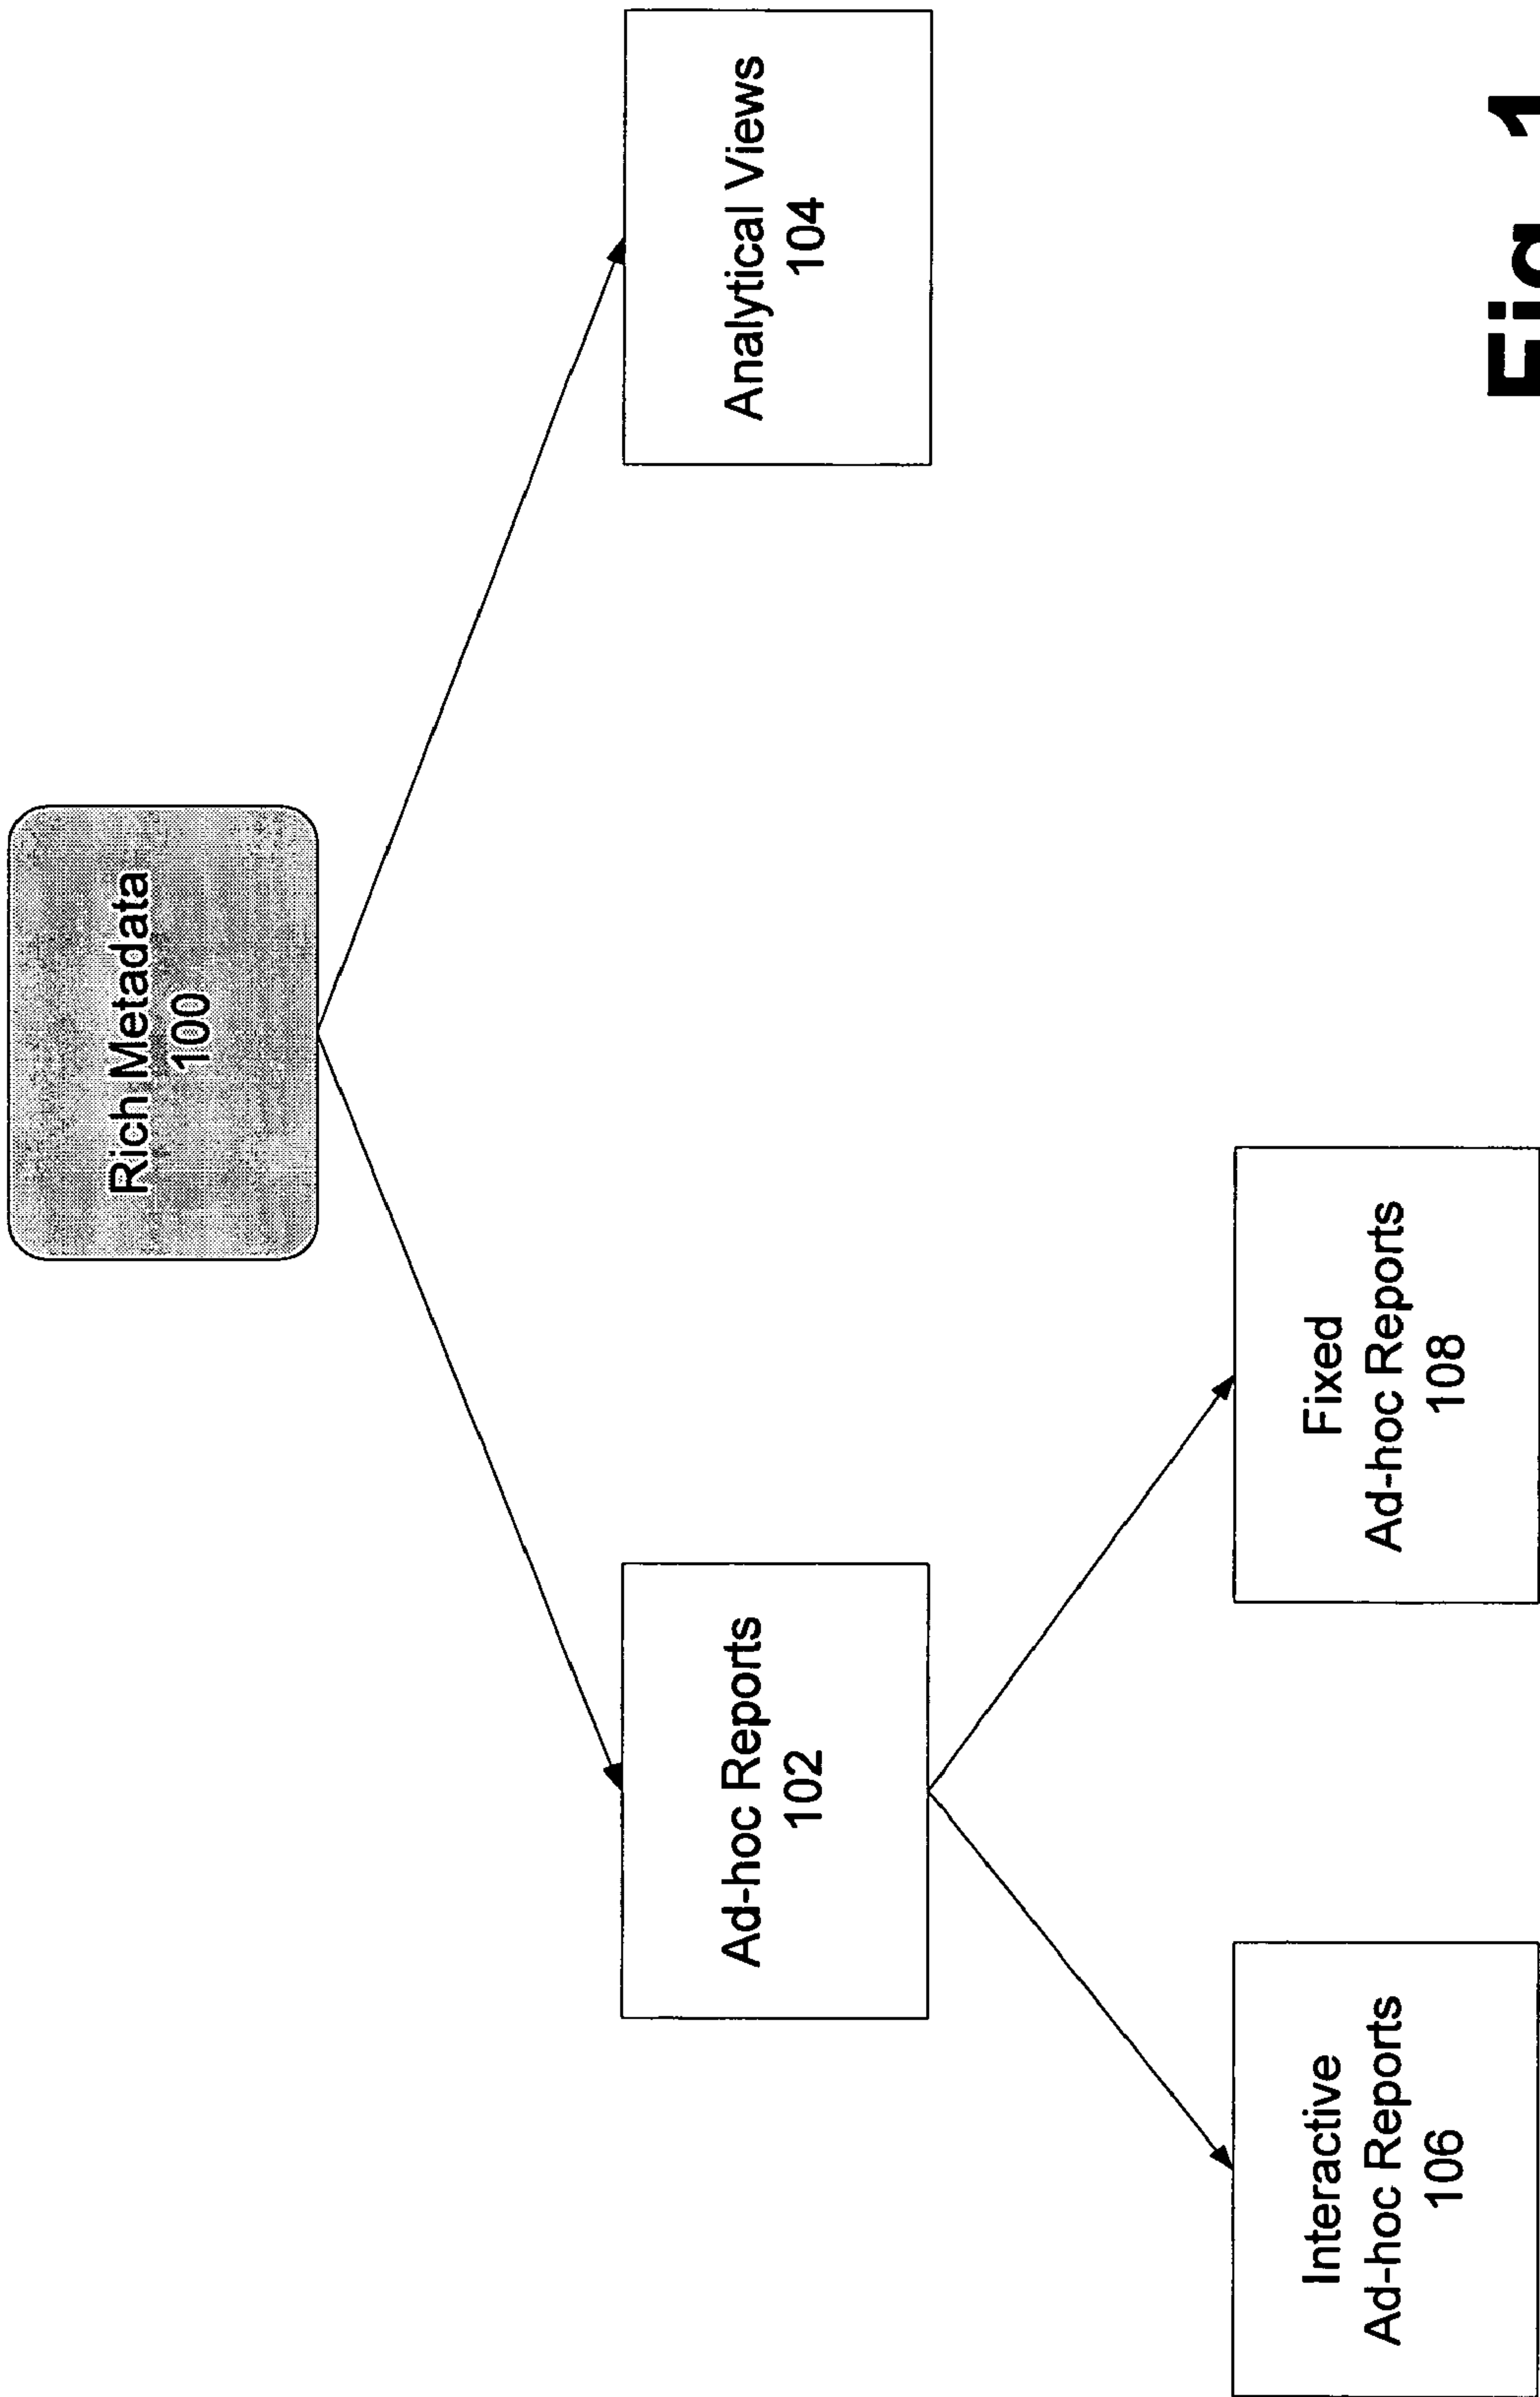 Rich Metadata
100
Ad-hoc Reports
102
Analytical Views
104
Interactive
Ad-hoc Reports
106
Fixed
Ad-hoc Reports
108
Fig. 1